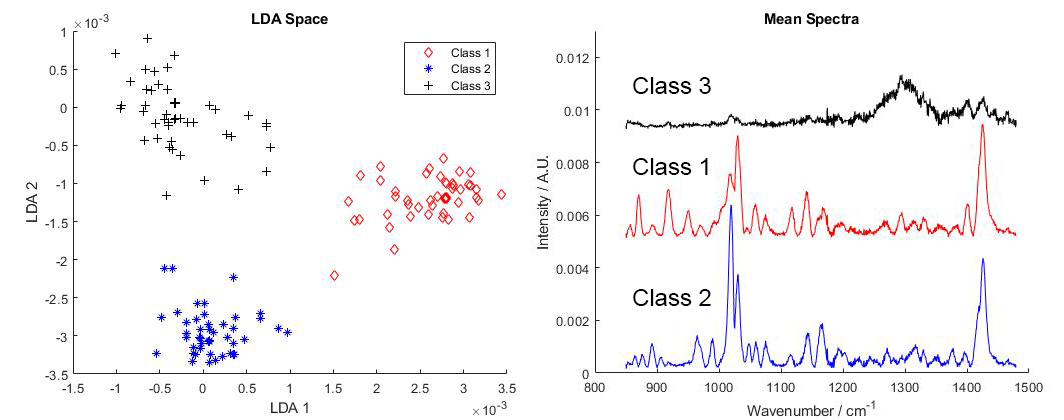 LDA Space
×10⁻³
1
0.5
0
-0.5
-1
-1.5
-2
-2.5
-3
-3.5
LDA 2
-1.5 -1 -0.5 0 0.5 1 1.5 2 2.5 3 3.5
LDA 1
×10⁻³
Class 1
Class 2
Class 3
Mean Spectra
0.012
0.01
0.008
0.006
0.004
0.002
0
Intensity / A.U.
Class 3
Class 1
Class 2
800 900 1000 1100 1200 1300 1400 1500
Wavenumber / cm⁻¹